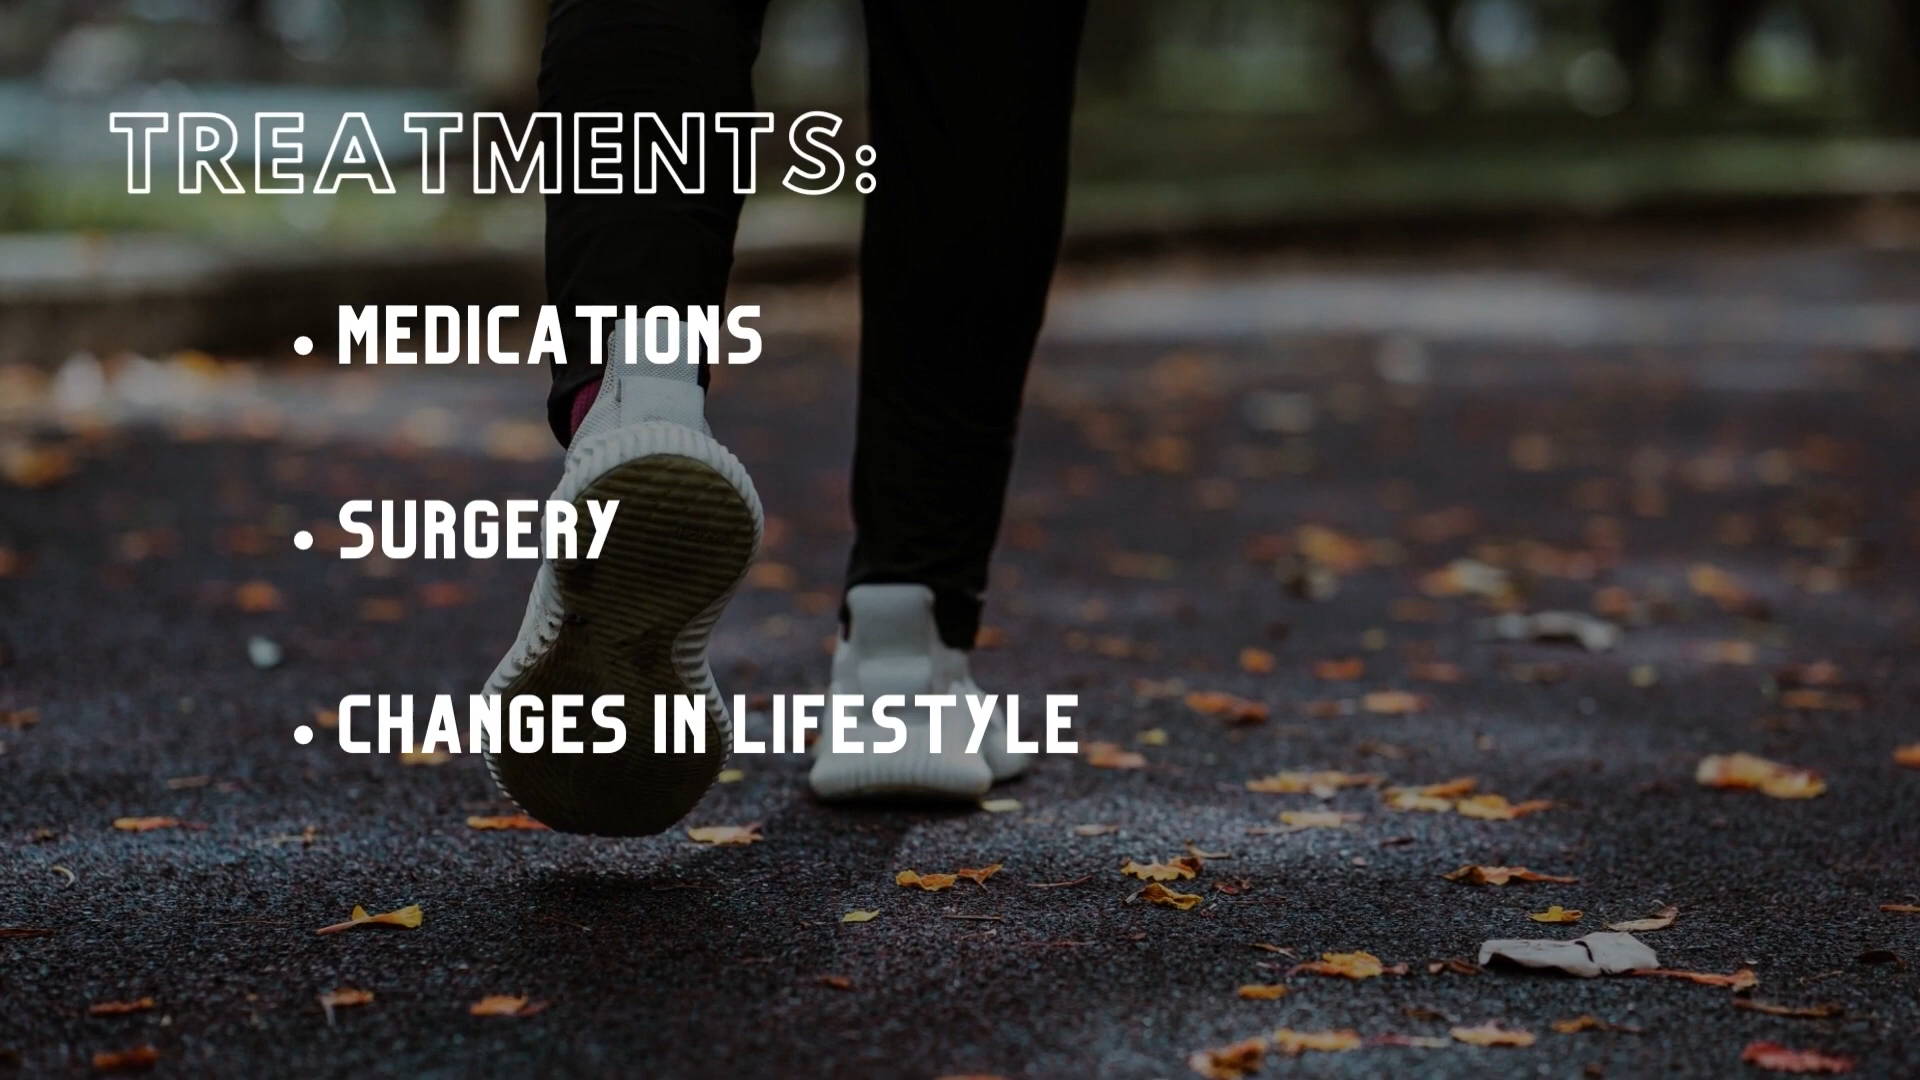 TREATMENTS:
• MEDICATIONS
• SURGERY
• CHANGES IN LIFESTYLE